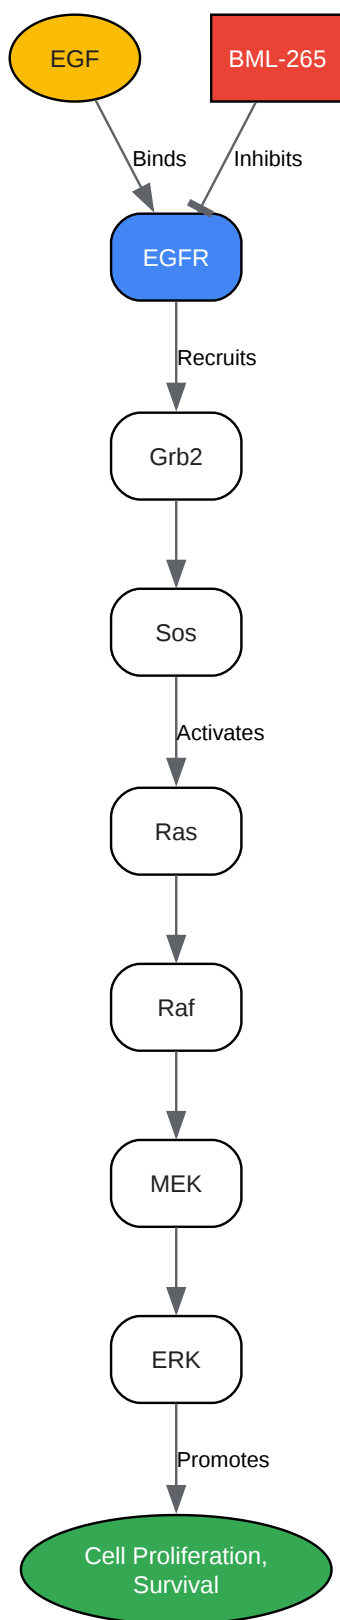 EGF
BML-265
Binds
Inhibits
EGFR
Recruits
Grb2
Sos
Activates
Ras
Raf
MEK
ERK
Promotes
Cell Proliferation,
Survival